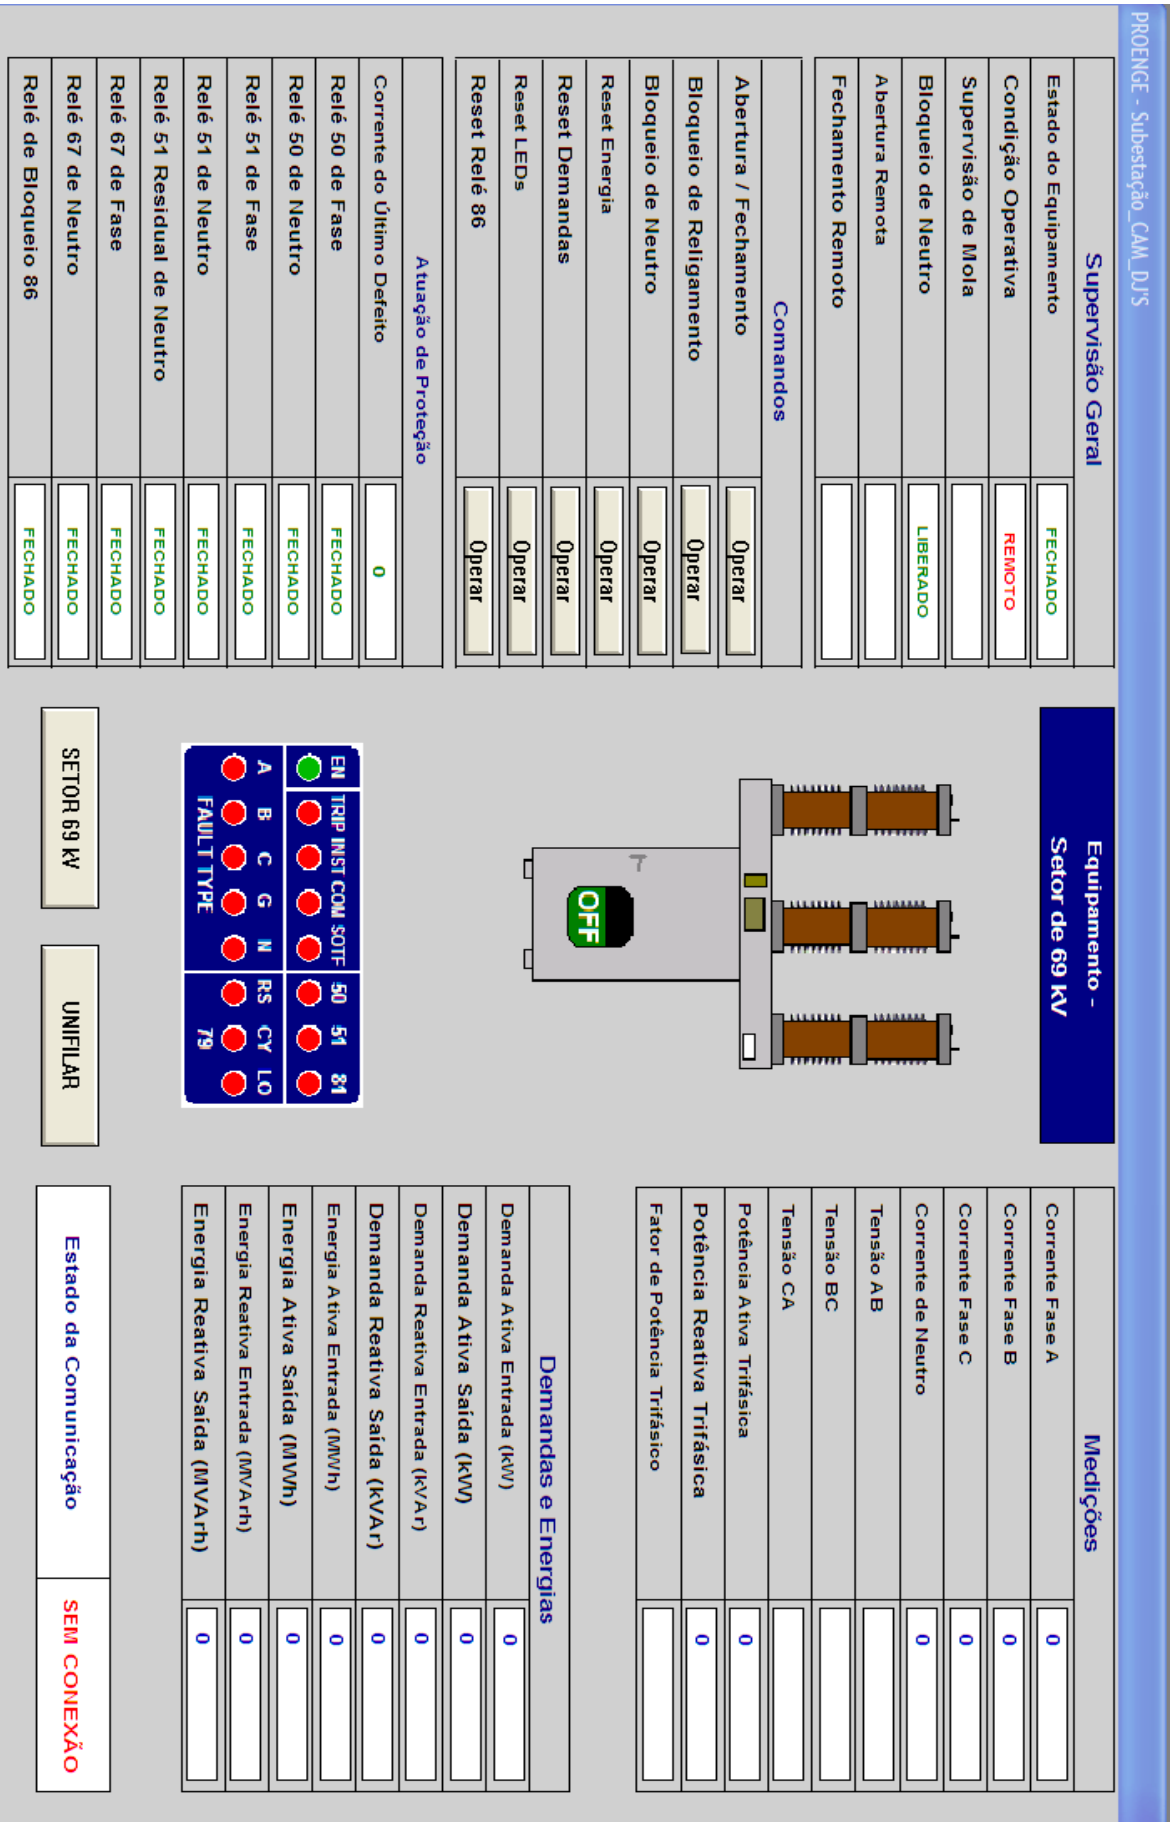 PROENGE - Subestação_CAM_DJ'S
Supervisão Geral
Estado do Equipamento FECHADO
Condição Operativa REMOTO
Supervisão de Mola
Bloqueio de Neutro LIBERADO
Abertura Remota
Fechamento Remoto
Comandos
Abertura / Fechamento Operar
Bloqueio de Religamento Operar
Bloqueio de Neutro Operar
Reset Energia Operar
Reset Demandas Operar
Reset LEDs Operar
Reset Relé 86 Operar
Atuação de Proteção
Corrente do Último Defeito 0
Relé 50 de Fase FECHADO
Relé 50 de Neutro FECHADO
Relé 51 de Fase FECHADO
Relé 51 de Neutro FECHADO
Relé 51 Residual de Neutro FECHADO
Relé 67 de Fase FECHADO
Relé 67 de Neutro FECHADO
Relé de Bloqueio 86 FECHADO
Equipamento -
Setor de 69 kV
OFF
EN TRIP INST COM SOTF 50 51 81
A B C G N RS CY LO
FAULT TYPE 79
SETOR 69 kV
UNIFILAR
Medições
Corrente Fase A 0
Corrente Fase B 0
Corrente Fase C 0
Corrente de Neutro 0
Tensão AB
Tensão BC
Tensão CA
Potência Ativa Trifásica 0
Potência Reativa Trifásica 0
Fator de Potência Trifásico
Demandas e Energias
Demanda Ativa Entrada (kW) 0
Demanda Ativa Saída (kW) 0
Demanda Reativa Entrada (kVAr) 0
Demanda Reativa Saída (kVAr) 0
Energia Ativa Entrada (MWh) 0
Energia Ativa Saída (MWh) 0
Energia Reativa Entrada (MVArh) 0
Energia Reativa Saída (MVArh) 0
Estado da Comunicação SEM CONEXÃO